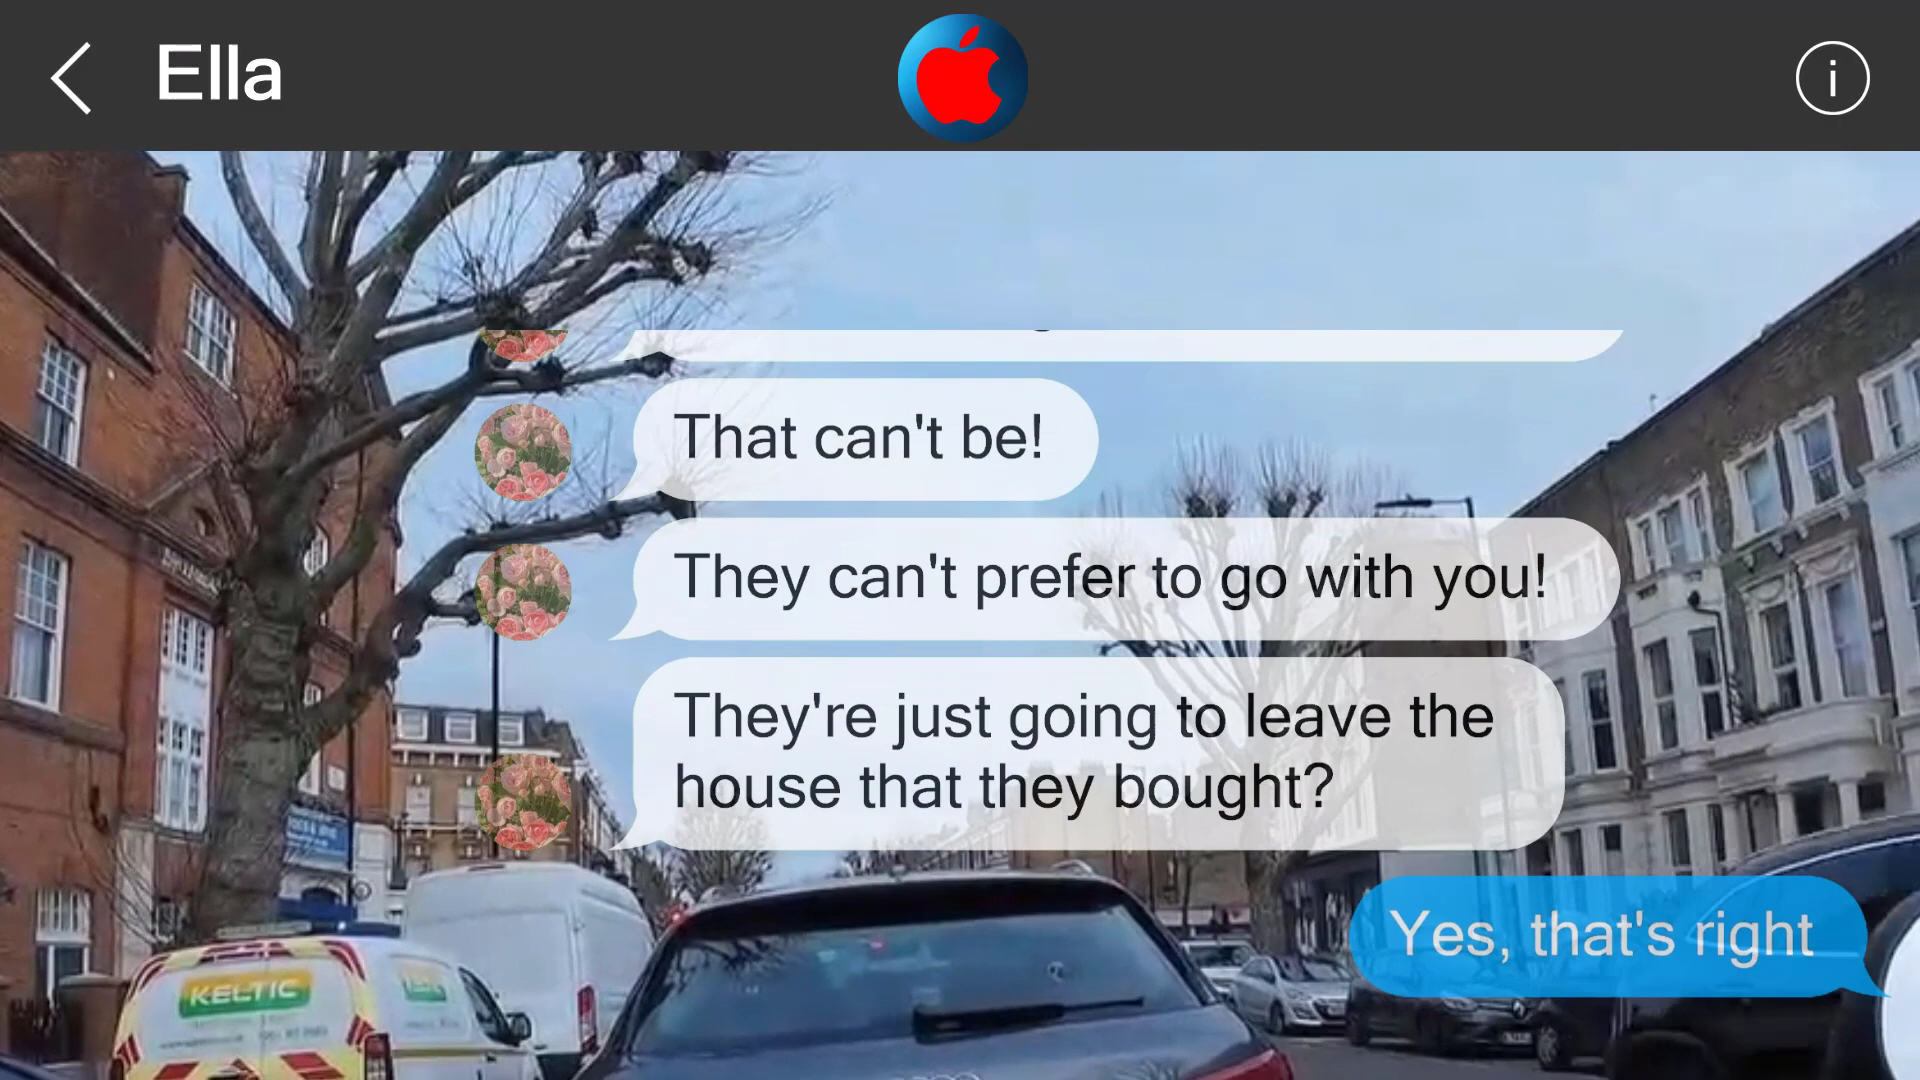 Ella
That can't be!
They can't prefer to go with you!
They're just going to leave the
house that they bought?
Yes, that's right
KELTIC